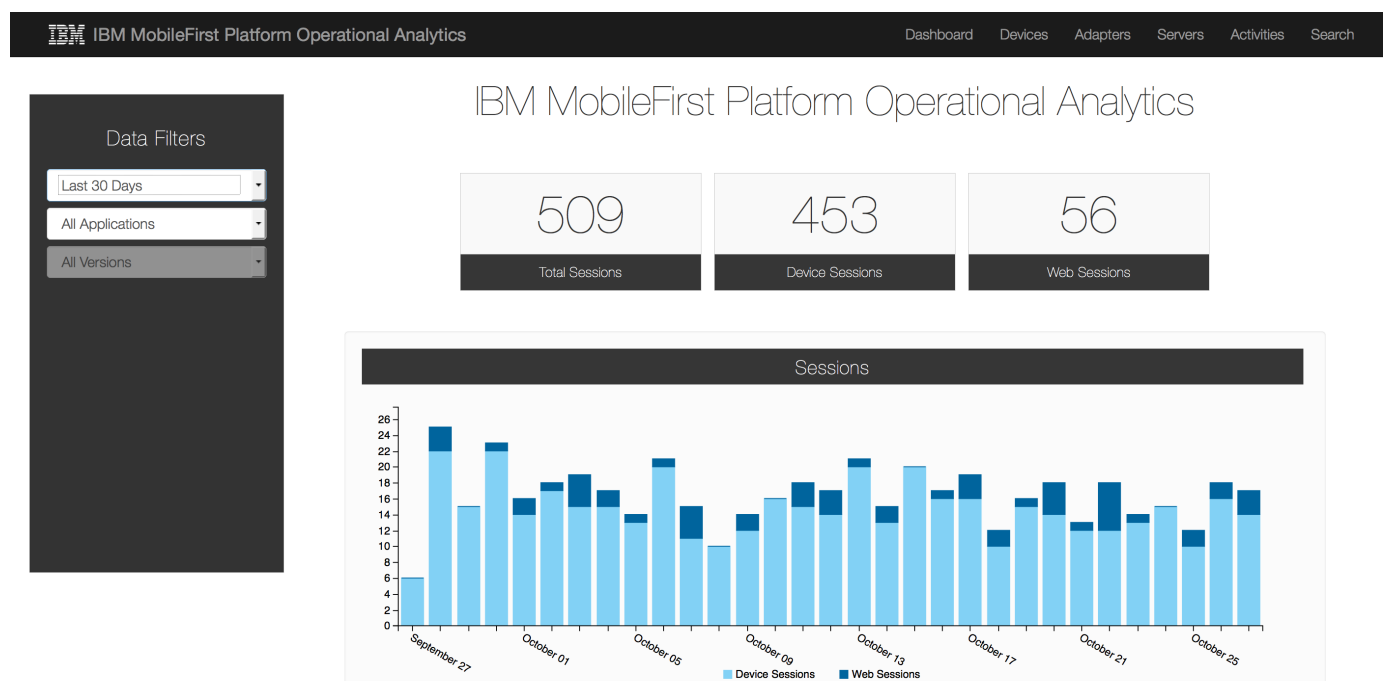 IBM IBM MobileFirst Platform Operational Analytics Dashboard Devices Adapters Servers Activities Search
IBM MobileFirst Platform Operational Analytics
Data Filters
Last 30 Days
All Applications
All Versions
509 453 56
Total Sessions Device Sessions Web Sessions
Sessions
26
24
22
20
18
16
14
12
10
8
6
4
2
0
September 27 October 01 October 05 October 09 October 13 October 17 October 21 October 25
Device Sessions Web Sessions